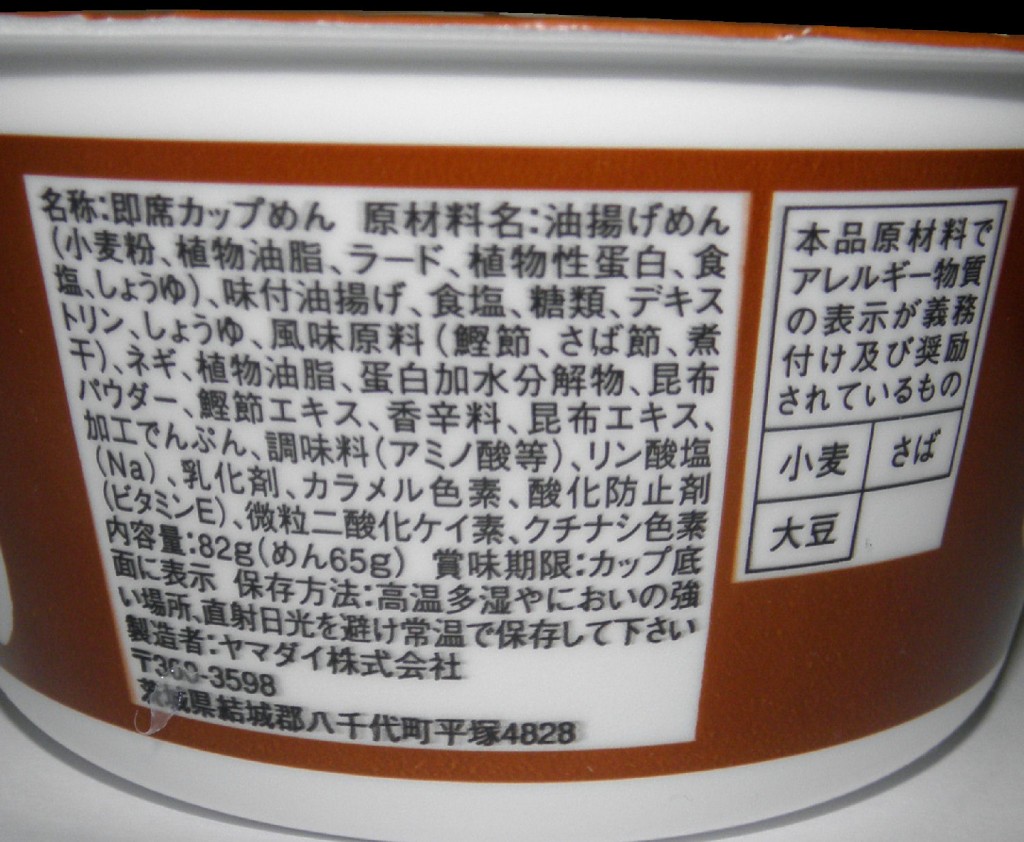 名称:即席カップめん　原材料名:油揚げめん
(小麦粉、植物油脂、ラード、植物性蛋白、食
塩、しょうゆ)、味付油揚げ、食塩、糖類、デキス
トリン、しょうゆ、風味原料(鰹節、さば節、煮
干)、ネギ、植物油脂、蛋白加水分解物、昆布
パウダー、鰹節エキス、香辛料、昆布エキス、
加工でんぷん、調味料(アミノ酸等)、リン酸塩
(Na)、乳化剤、カラメル色素、酸化防止剤
(ビタミンE)、微粒二酸化ケイ素、クチナシ色素
内容量:82g(めん65g)　賞味期限:カップ底
面に表示　保存方法:高温多湿やにおいの強
い場所、直射日光を避け常温で保存して下さい
製造者:ヤマダイ株式会社
〒300-3598
茨城県結城郡八千代町平塚4828
本品原材料で
アレルギー物質
の表示が義務
付け及び奨励
されているもの
小麦　さば
大豆